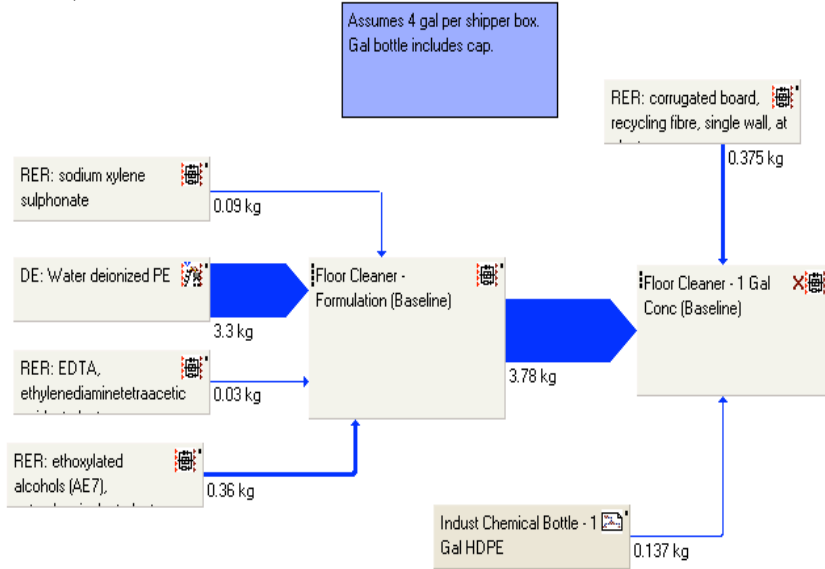 Assumes 4 gal per shipper box.
Gal bottle includes cap.
RER: corrugated board,
recycling fibre, single wall, at
0.375 kg
RER: sodium xylene
sulphonate
0.09 kg
DE: Water deionized PE
3.3 kg
Floor Cleaner -
Formulation (Baseline)
3.78 kg
Floor Cleaner - 1 Gal
Conc (Baseline)
RER: EDTA,
ethylenediaminetetraacetic
0.03 kg
RER: ethoxylated
alcohols (AE7),
0.36 kg
Indust Chemical Bottle - 1
Gal HDPE
0.137 kg